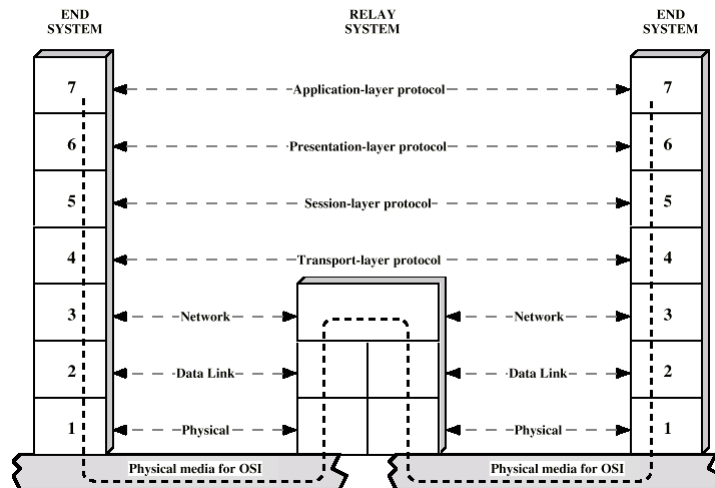 END
SYSTEM
RELAY
SYSTEM
END
SYSTEM
7 Application-layer protocol 7
6 Presentation-layer protocol 6
5 Session-layer protocol 5
4 Transport-layer protocol 4
3 Network Network 3
2 Data Link Data Link 2
1 Physical Physical 1
Physical media for OSI Physical media for OSI